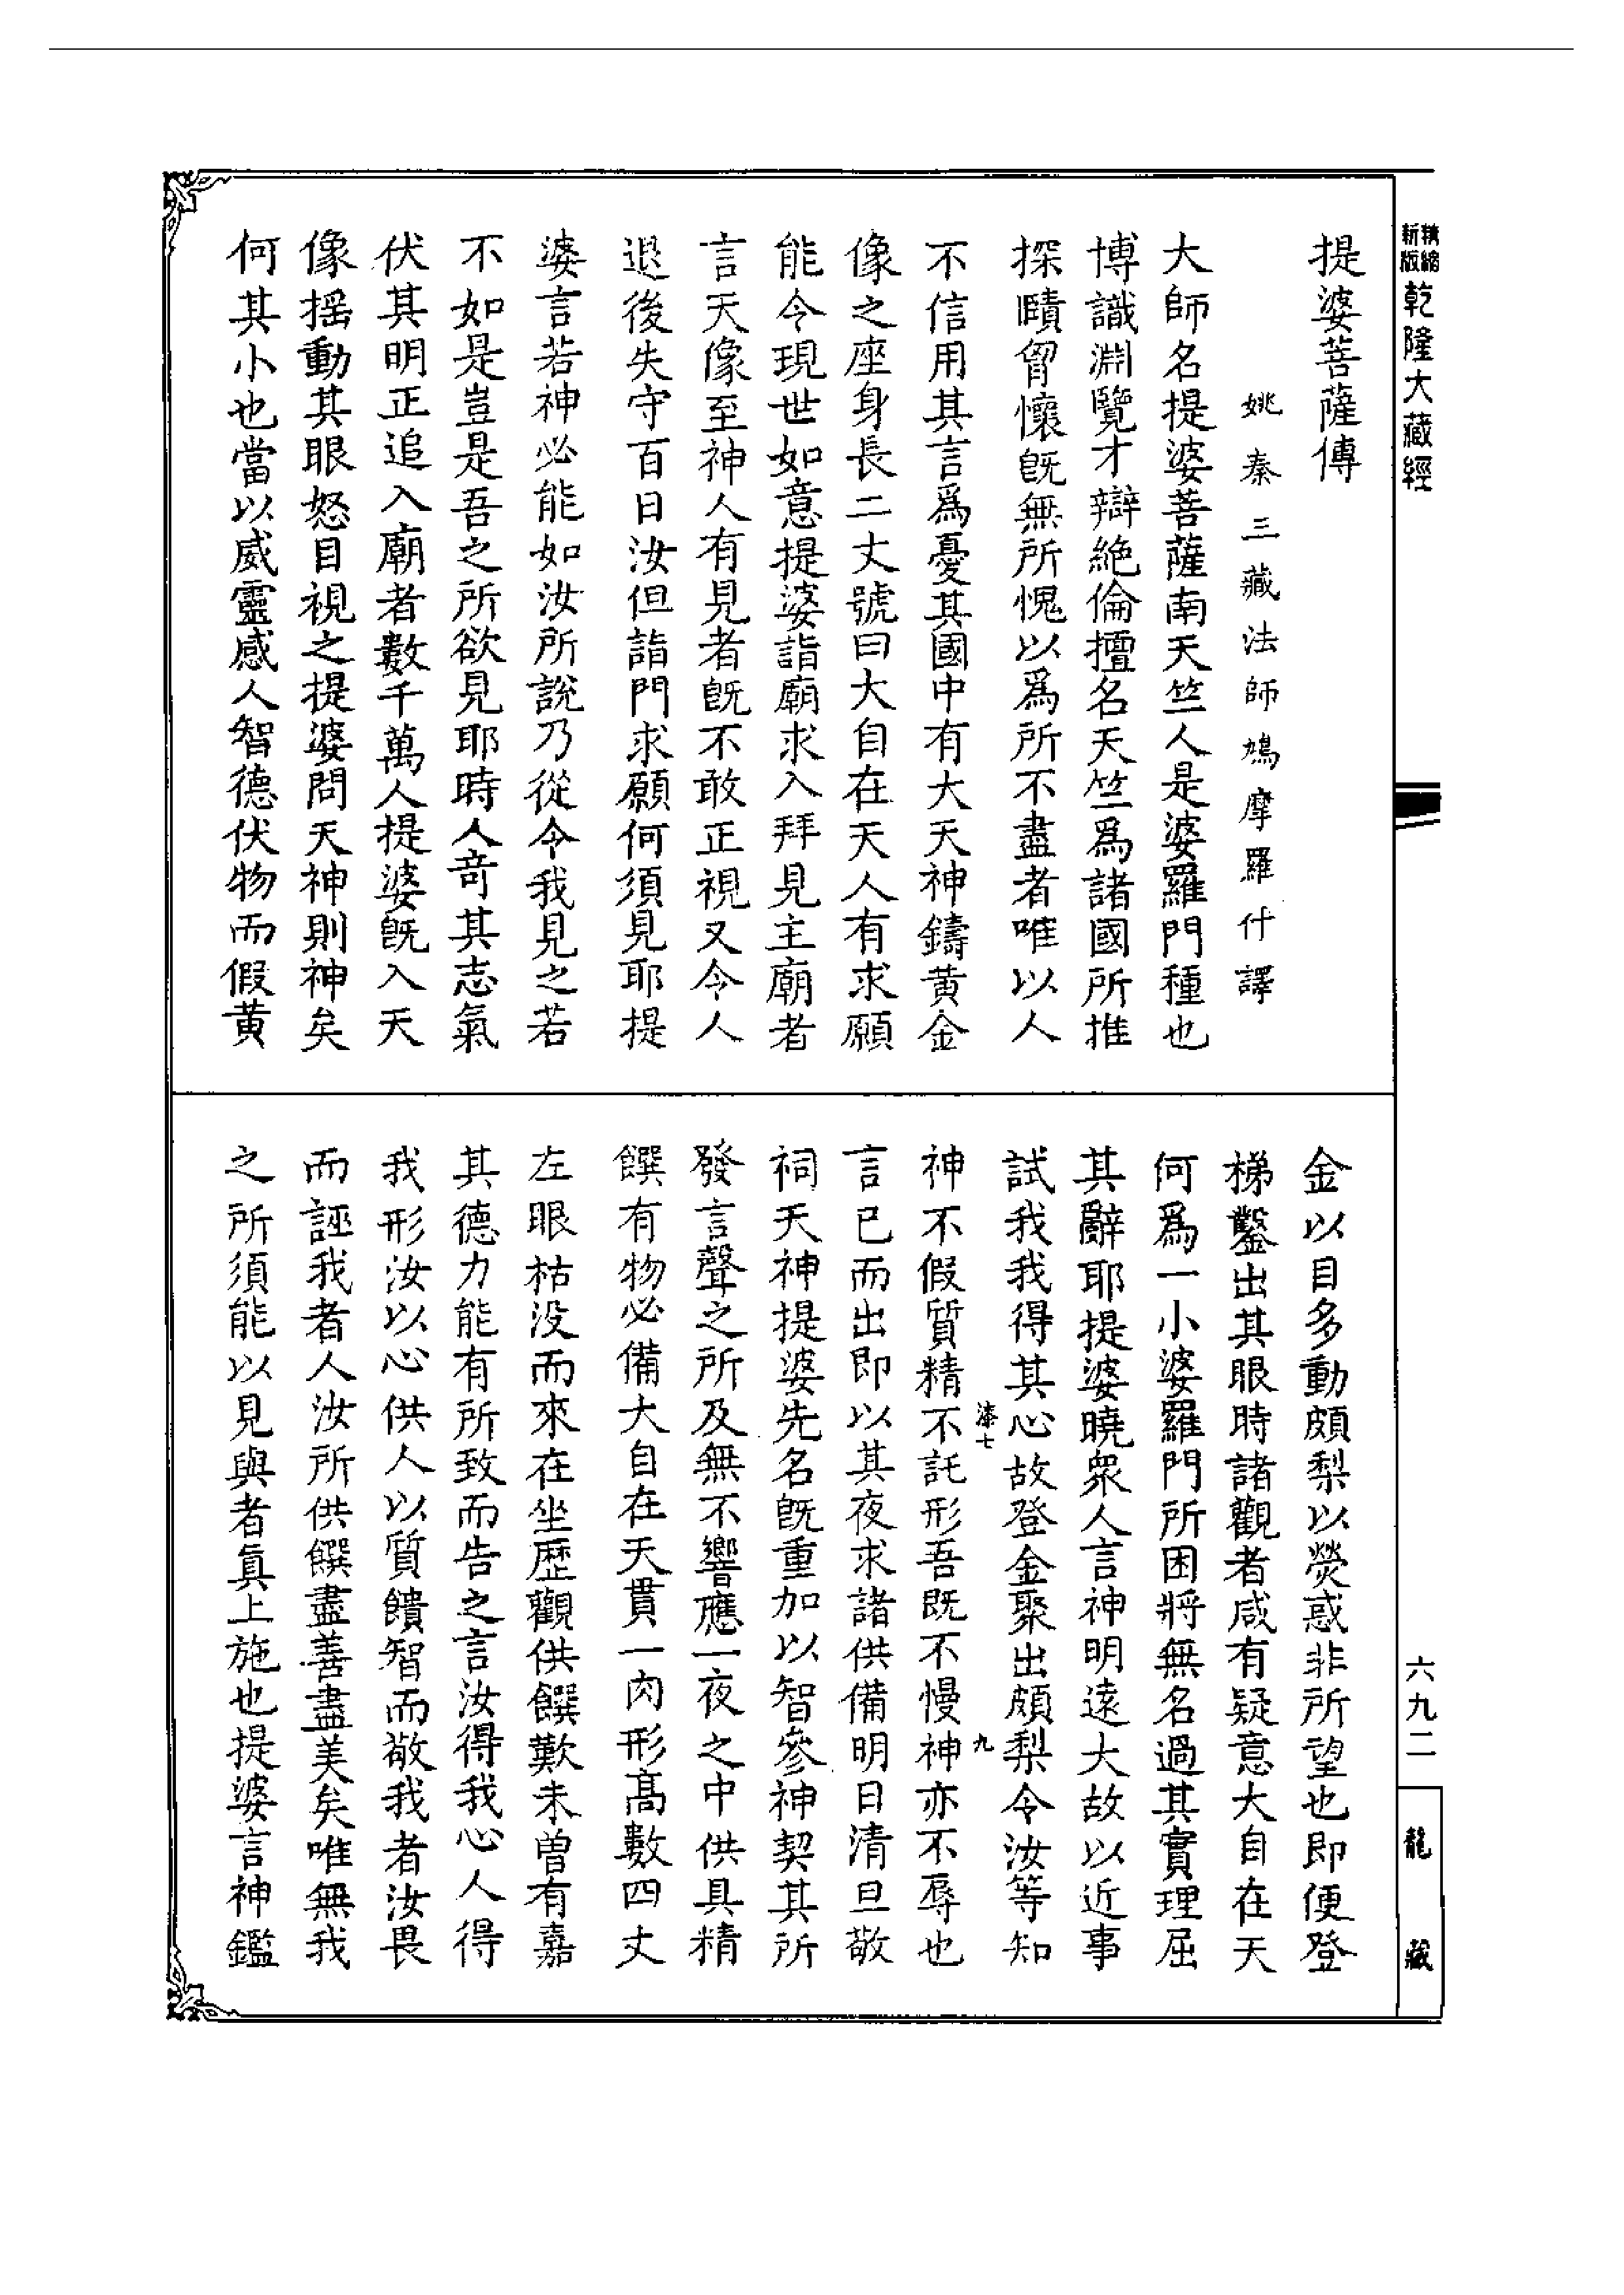 精縮新版乾隆大藏經
提婆菩薩傳
姚秦三藏法師鳩摩羅什譯
大師名提婆菩薩南天竺人是婆羅門種也
博識淵覽才辯絶倫擅名天竺爲諸國所推
探賾胷懷旣無所愧以爲所不盡者唯以人
不信用其言爲憂其國中有大天神鑄黄金
像之座身長二丈號曰大自在天人有求願
能令現世如意提婆詣廟求入拜見主廟者
言天像至神人有見者旣不敢正視又令人
退後失守百日汝但詣門求願何須見耶提
婆言若神必能如汝所說乃從令我見之若
不如是豈是吾之所欲見耶時人竒其志氣
伏其明正追入廟者數千萬人提婆旣入天
像搖動其眼怒目視之提婆問天神則神矣
何其小也當以威靈感人智德伏物而假黄
金以目多動頗梨以熒惑非所望也即便登
梯鑿出其眼時諸觀者咸有疑意大自在天
何爲一小婆羅門所困將無名過其實理屈
其辭耶提婆曉衆人言神明遠大故以近事
試我我得其心故登金聚出頗梨令汝等知
漆七 九
神不假質精不託形吾既不慢神亦不辱也
言已而出即以其夜求諸供備明日清旦敬
祠天神提婆先名旣重加以智參神契其所
發言聲之所及無不響應一夜之中供具精
饌有物必備大自在天貫一肉形髙數四丈
左眼枯没而來在坐歷觀供饌歎未曽有嘉
其德力能有所致而告之言汝得我心人得
我形汝以心供人以質饋智而敬我者汝畏
而誣我者人汝所供饌盡善盡美矣唯無我
之所須能以見與者眞上施也提婆言神鑑
六九二
龍藏